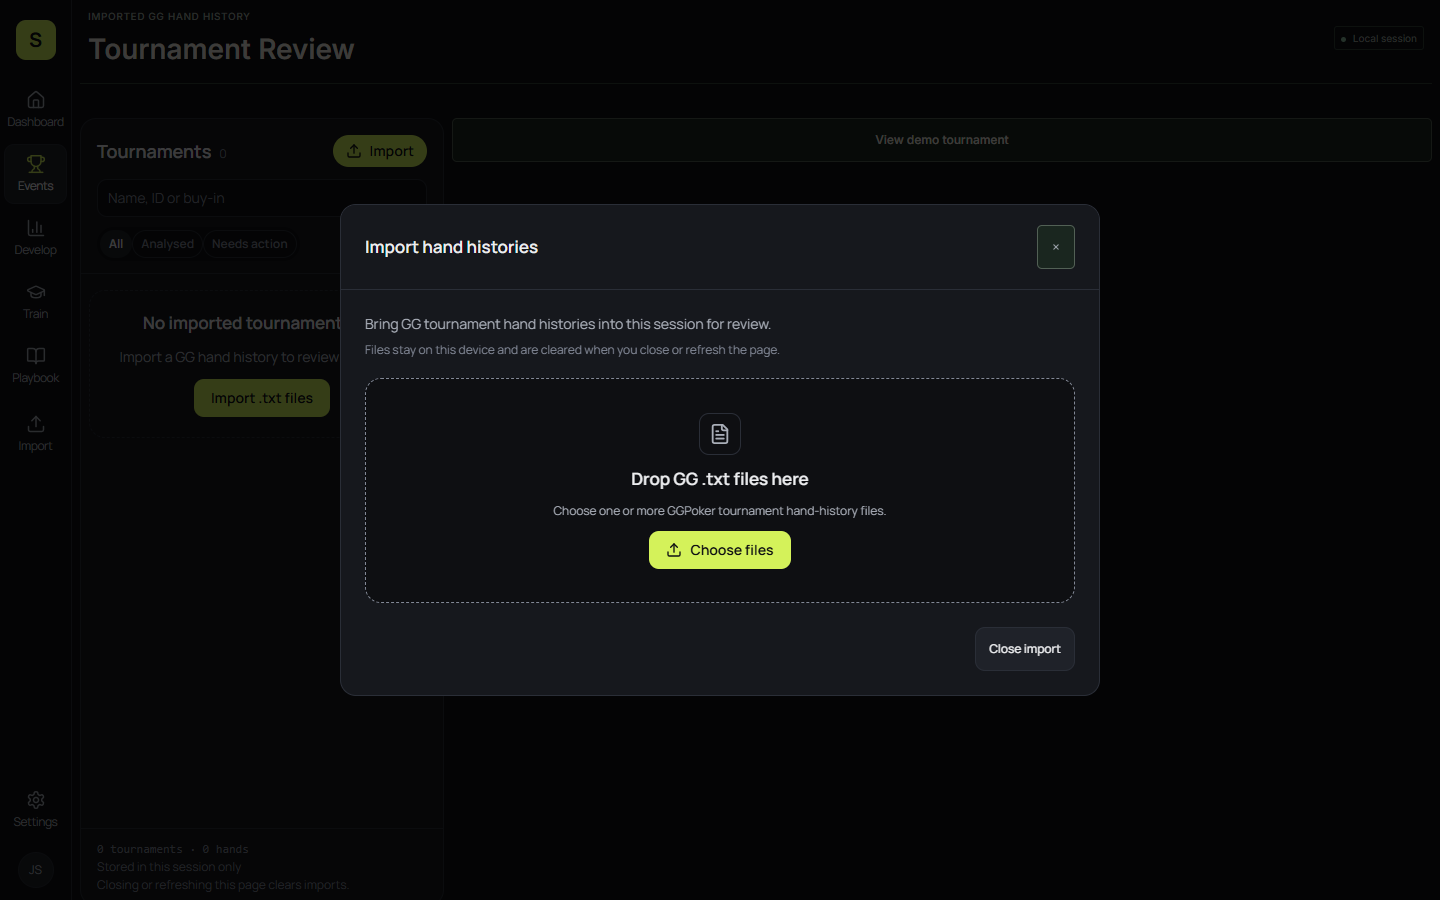 S
IMPORTED GG HAND HISTORY
Tournament Review
Local session
Dashboard
Events
Develop
Train
Playbook
Import
Settings
JS
Tournaments 0
Import
Name, ID or buy-in
All
Analysed
Needs action
No imported tournament
Import a GG hand history to review
Import .txt files
0 tournaments · 0 hands
Stored in this session only
Closing or refreshing this page clears imports.
View demo tournament
Import hand histories
×
Bring GG tournament hand histories into this session for review.
Files stay on this device and are cleared when you close or refresh the page.
Drop GG .txt files here
Choose one or more GGPoker tournament hand-history files.
Choose files
Close import